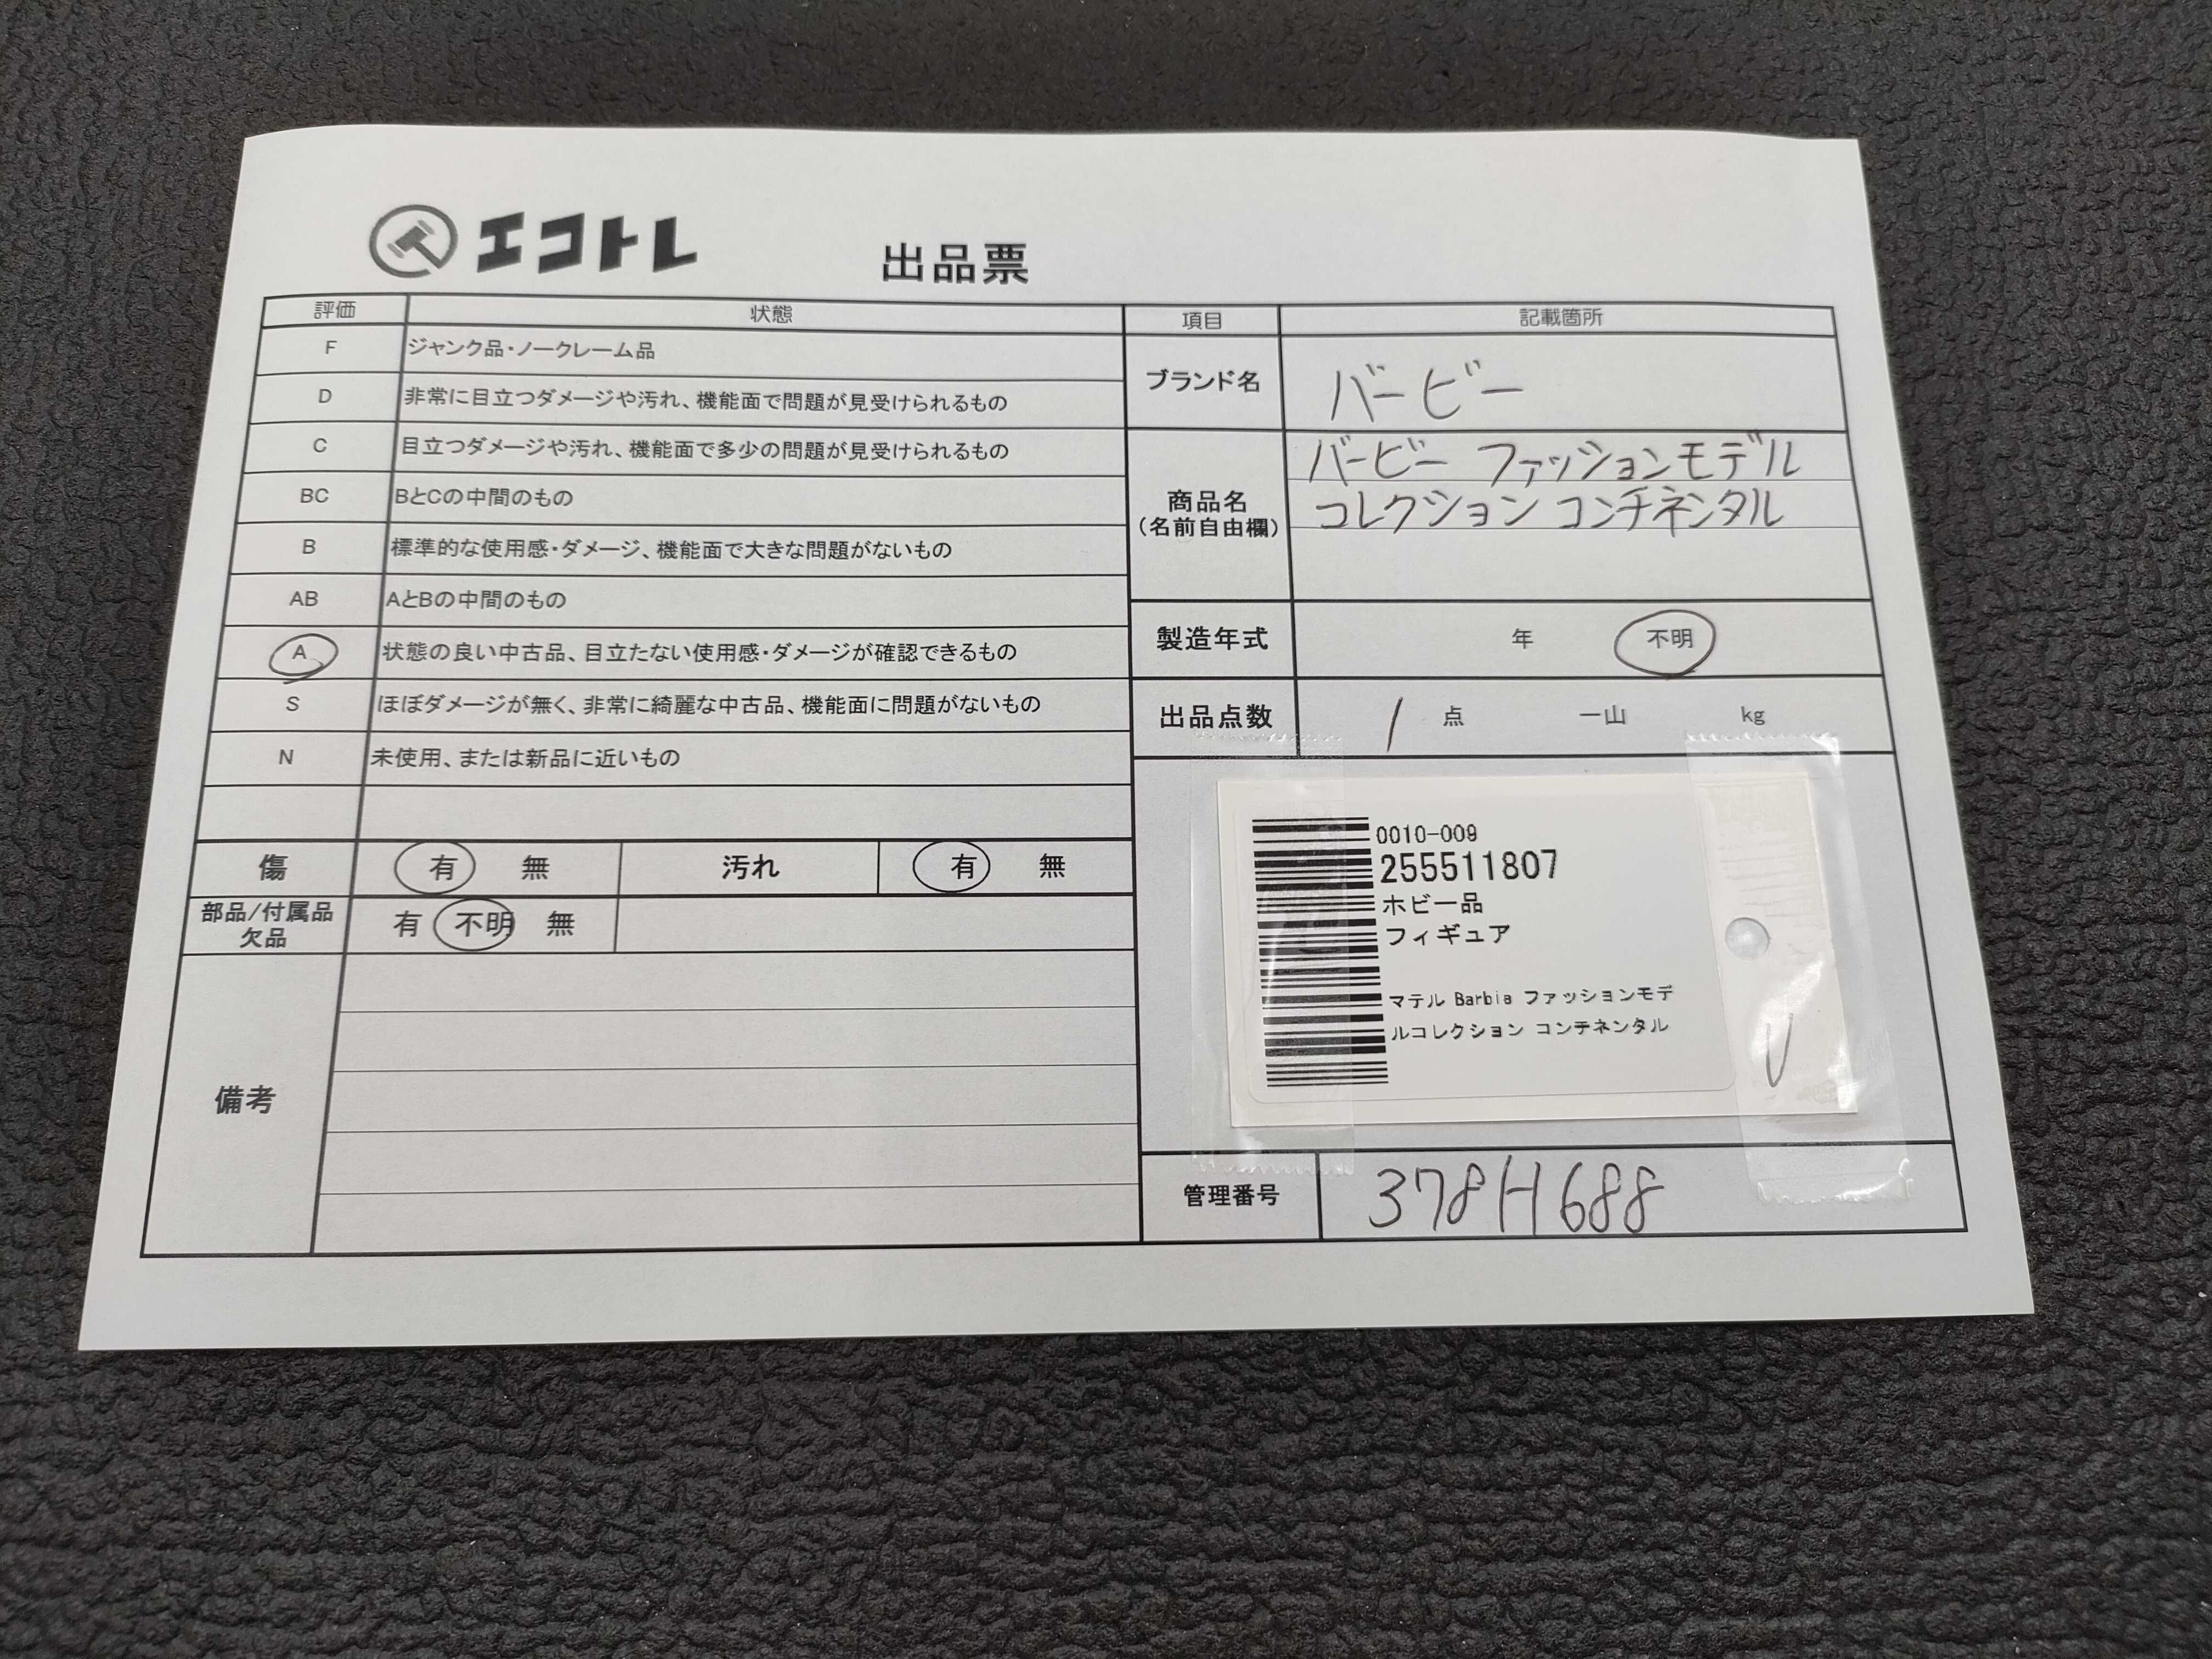 エコトレ
出品票
評価 状態
F ジャンク品・ノークレーム品
D 非常に目立つダメージや汚れ、機能面で問題が見受けられるもの
C 目立つダメージや汚れ、機能面で多少の問題が見受けられるもの
BC BとCの中間のもの
B 標準的な使用感・ダメージ、機能面で大きな問題がないもの
AB AとBの中間のもの
A 状態の良い中古品、目立たない使用感・ダメージが確認できるもの
S ほぼダメージが無く、非常に綺麗な中古品、機能面に問題がないもの
N 未使用、または新品に近いもの
傷 有 無 汚れ 有 無
部品/付属品
欠品
有 不明 無
備考
項目 記載箇所
ブランド名 バービー
商品名
(名前自由欄)
バービー ファッションモデル
コレクション コンチネンタル
製造年式 年 不明
出品点数 1 点 一山 kg
0010-009
255511807
ホビー品
フィギュア
マテル Barbie ファッションモデ
ルコレクション コンチネンタル
管理番号 378H688